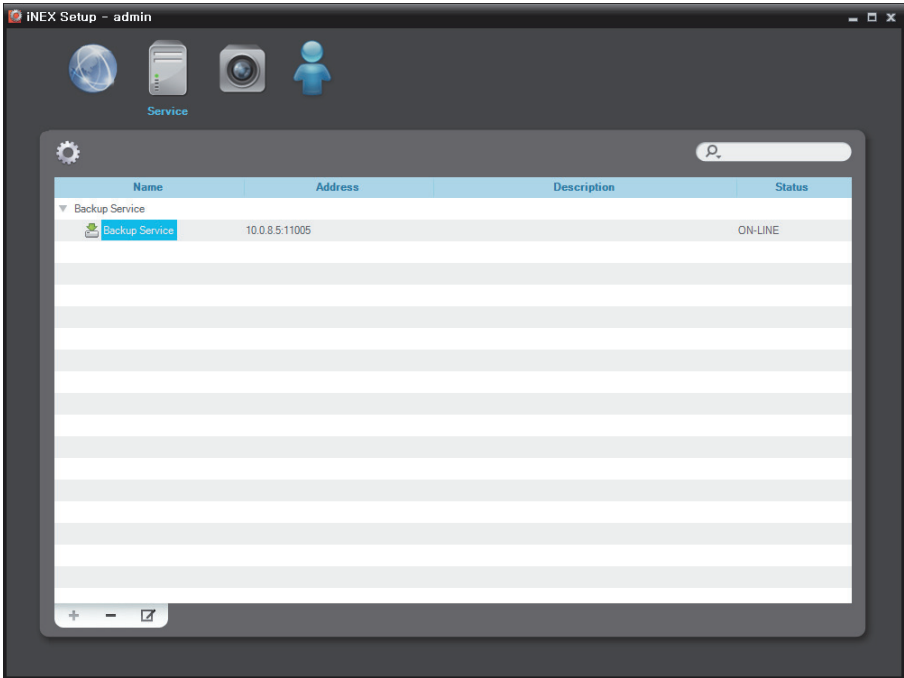 iNEX Setup - admin
Service
Name Address Description Status
Backup Service
Backup Service 10.0.8.5:11005 ON-LINE